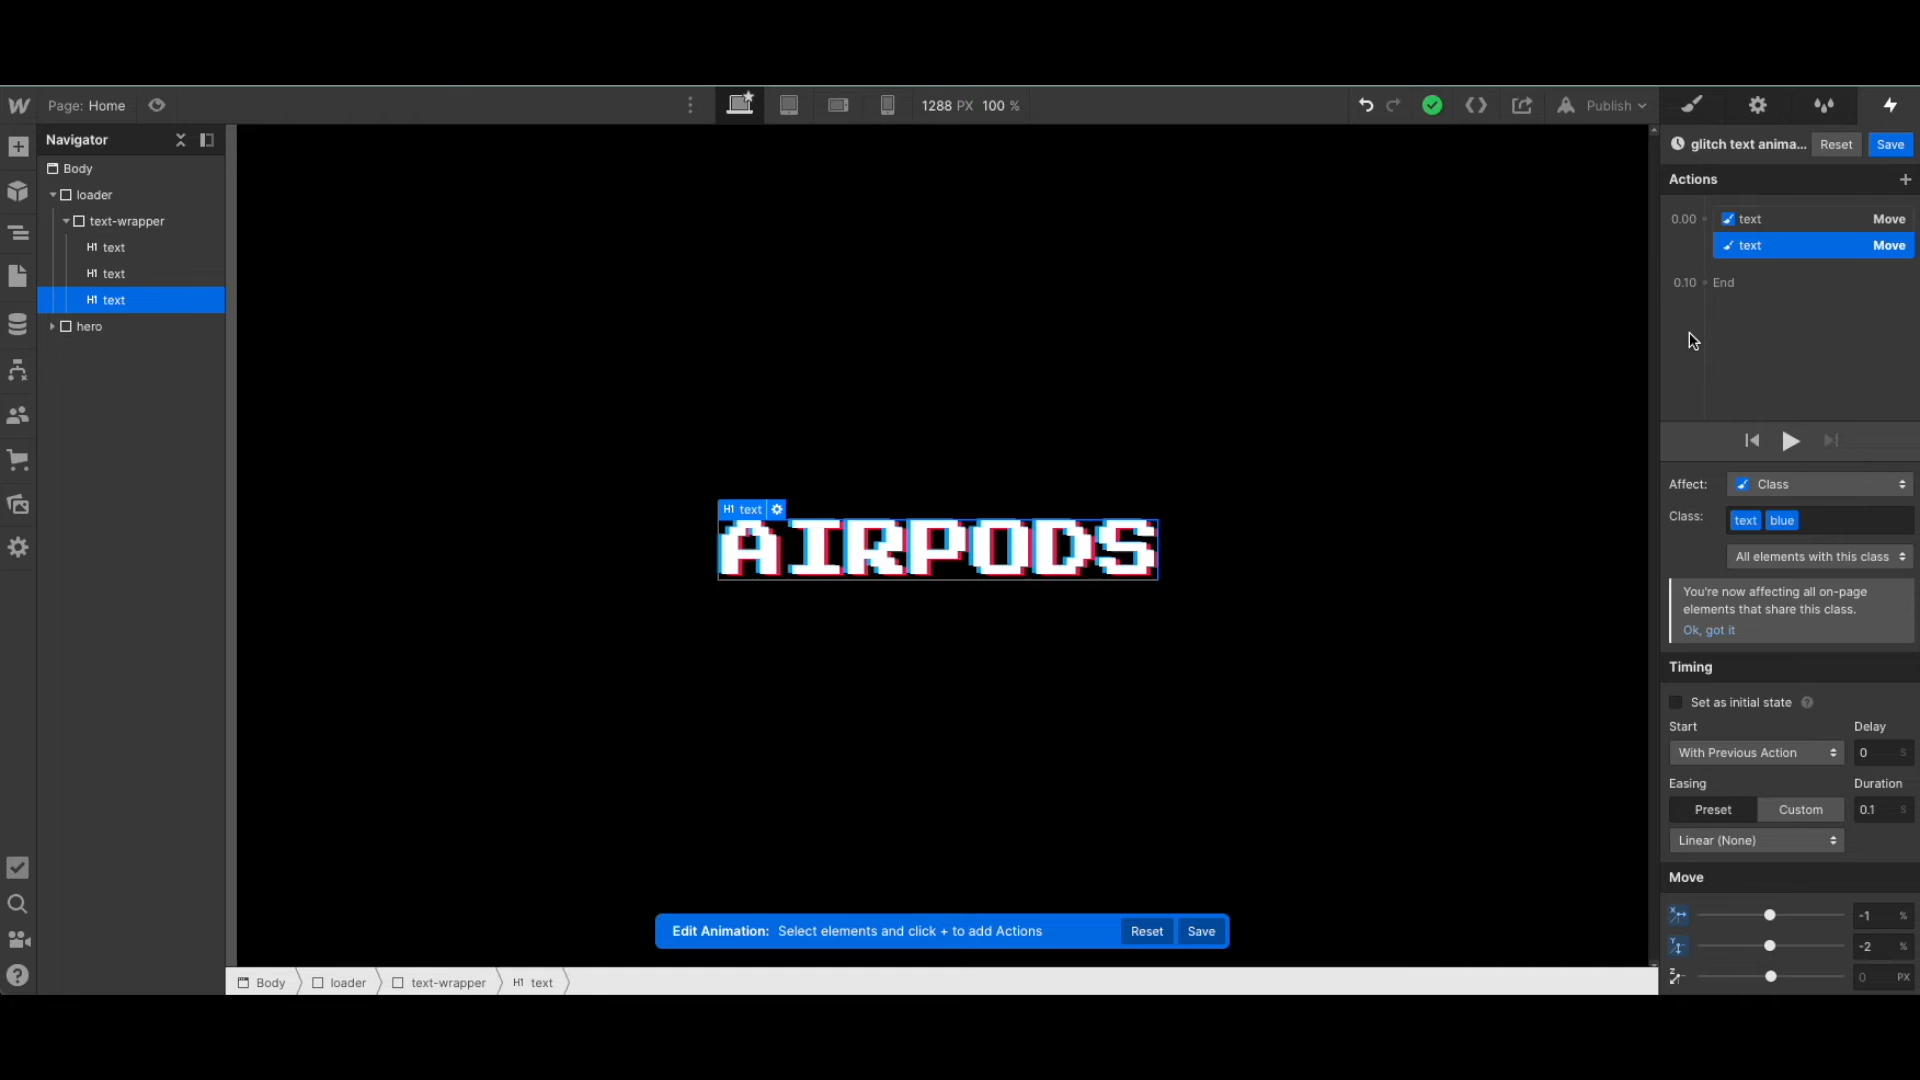 Page: Home
1288 PX 100 %
Publish
Navigator
Body
loader
text-wrapper
H1 text
H1 text
H1 text
hero
H1 text
AIRPODS
Edit Animation: Select elements and click + to add Actions
Reset
Save
Body
loader
text-wrapper
H1 text
glitch text anima...
Reset
Save
Actions
0.00
text Move
text Move
0.10 End
Affect: Class
Class: text blue
All elements with this class
You're now affecting all on-page
elements that share this class.
Ok, got it
Timing
Set as initial state ?
Start Delay
With Previous Action 0 S
Easing Duration
Preset Custom 0.1 S
Linear (None)
Move
X -1 %
Y -2 %
Z 0 PX